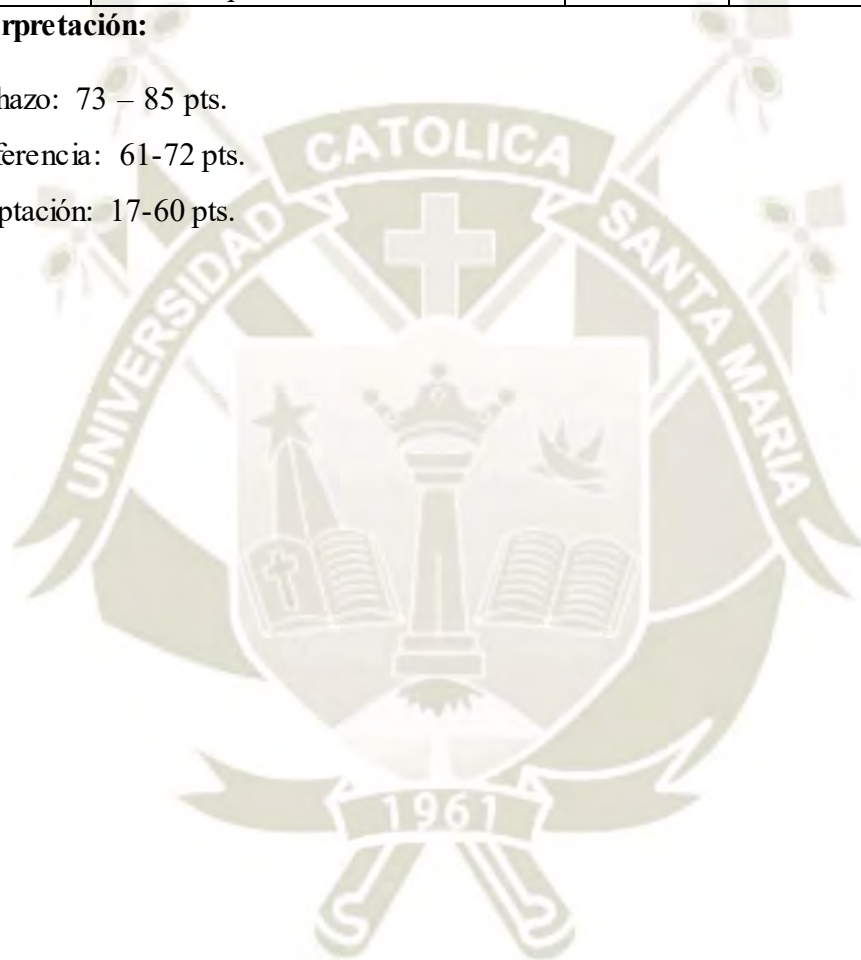 rpretación:
hazo: 73 – 85 pts.
ferencia: 61-72 pts.
ptación: 17-60 pts.
UNIVERSIDAD CATOLICA SANTA MARIA
1961